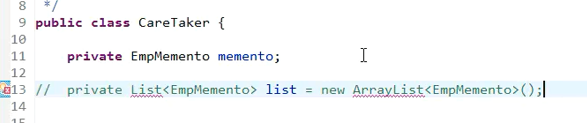 8 */
9 public class CareTaker {
10
11 private EmpMemento memento;
12
13 // private List<EmpMemento> list = new ArrayList<EmpMemento>();
14
15